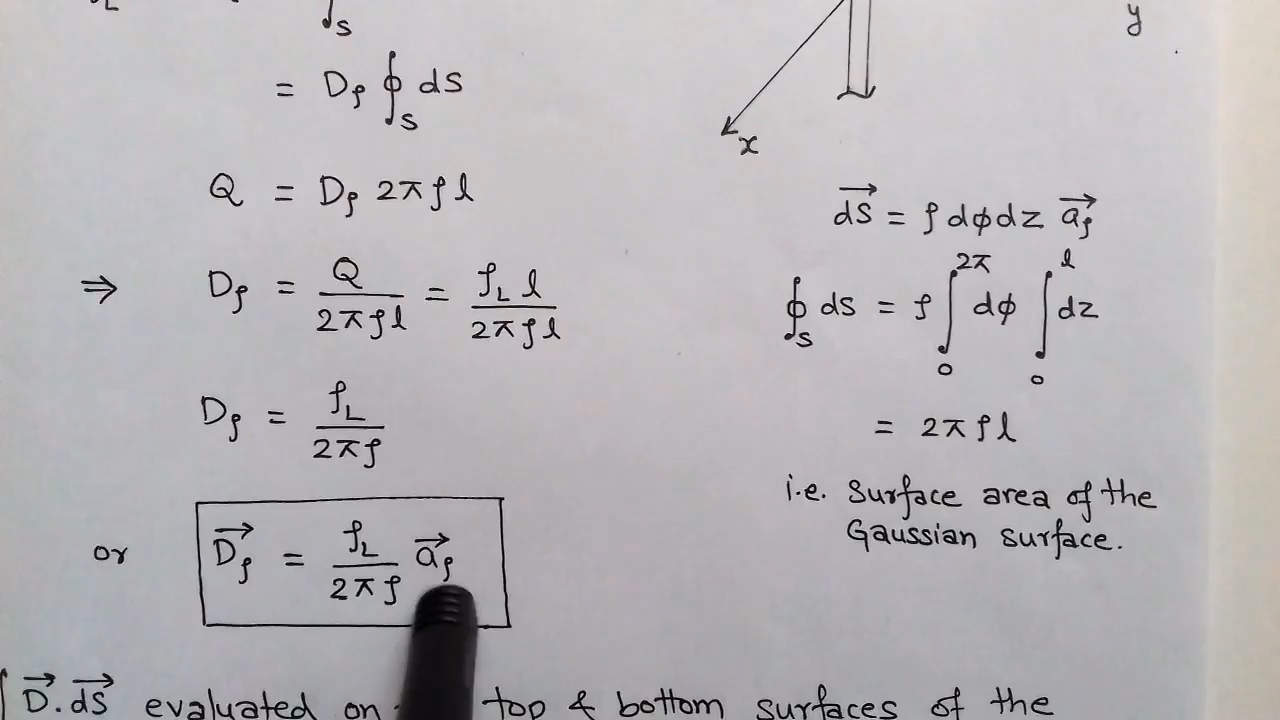 ∮S
= Dρ ∮S dS
Q = Dρ 2πρl
⇒ Dρ = Q / 2πρl = ρL l / 2πρl
Dρ = ρL / 2πρ
or D⃗ρ = ρL / 2πρ a⃗ρ
y
x
d⃗S = ρ dφ dz a⃗ρ
∮S dS = ρ ∫₀^2π dφ ∫₀^l dz
= 2πρl
i.e. Surface area of the
Gaussian surface.
∫ D⃗.d⃗S evaluated on top & bottom surfaces of the